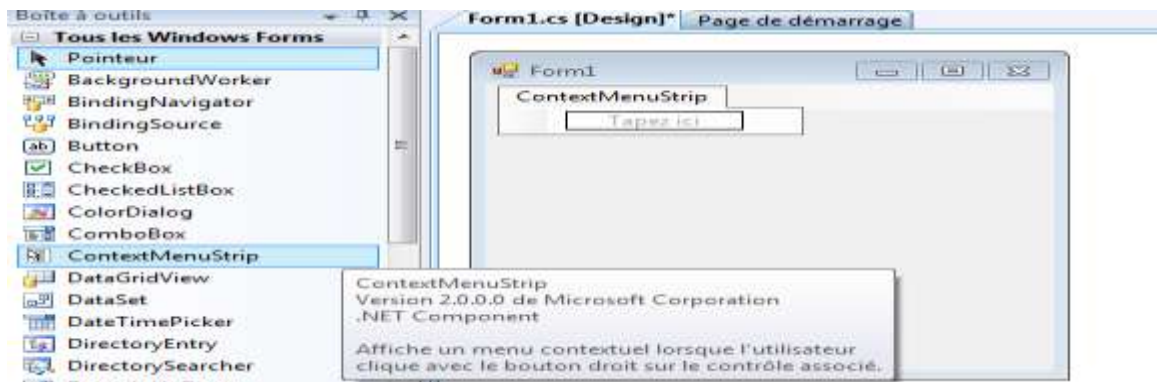 Boîte à outils
Tous les Windows Forms
Pointeur
BackgroundWorker
BindingNavigator
BindingSource
ab Button
CheckBox
CheckedListBox
ColorDialog
ComboBox
ContextMenuStrip
DataGridView
DataSet
DateTimePicker
DirectoryEntry
DirectorySearcher
Form1.cs [Design]* Page de démarrage
Form1
ContextMenuStrip
Tapez ici
ContextMenuStrip
Version 2.0.0.0 de Microsoft Corporation
.NET Component
Affiche un menu contextuel lorsque l'utilisateur
clique avec le bouton droit sur le contrôle associé.